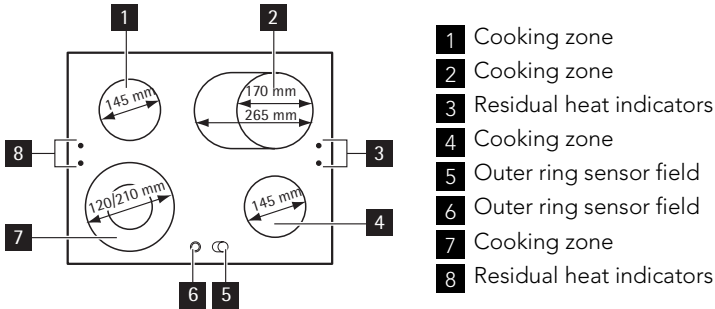 1
2
145 mm
170 mm
265 mm
8
3
120/210 mm
145 mm
7
4
6
5
1 Cooking zone
2 Cooking zone
3 Residual heat indicators
4 Cooking zone
5 Outer ring sensor field
6 Outer ring sensor field
7 Cooking zone
8 Residual heat indicators